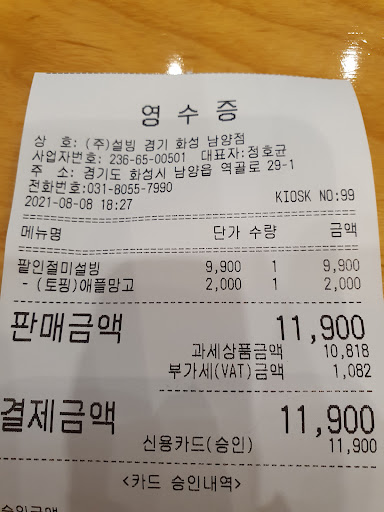 영 수 증
상 호: (주)설빙 경기 화성 남양점
사업자번호: 236-65-00501 대표자:정호균
주 소: 경기도 화성시 남양읍 역골로 29-1
전화번호:031-8055-7990
2021-08-08 18:27 KIOSK NO:99
메뉴명 단가 수량 금액
팥인절미설빙 9,900 1 9,900
- (토핑)애플망고 2,000 1 2,000
판매금액 11,900
과세상품금액 10,818
부가세(VAT)금액 1,082
결제금액 11,900
신용카드(승인) 11,900
<카드 승인내역>
승인금액